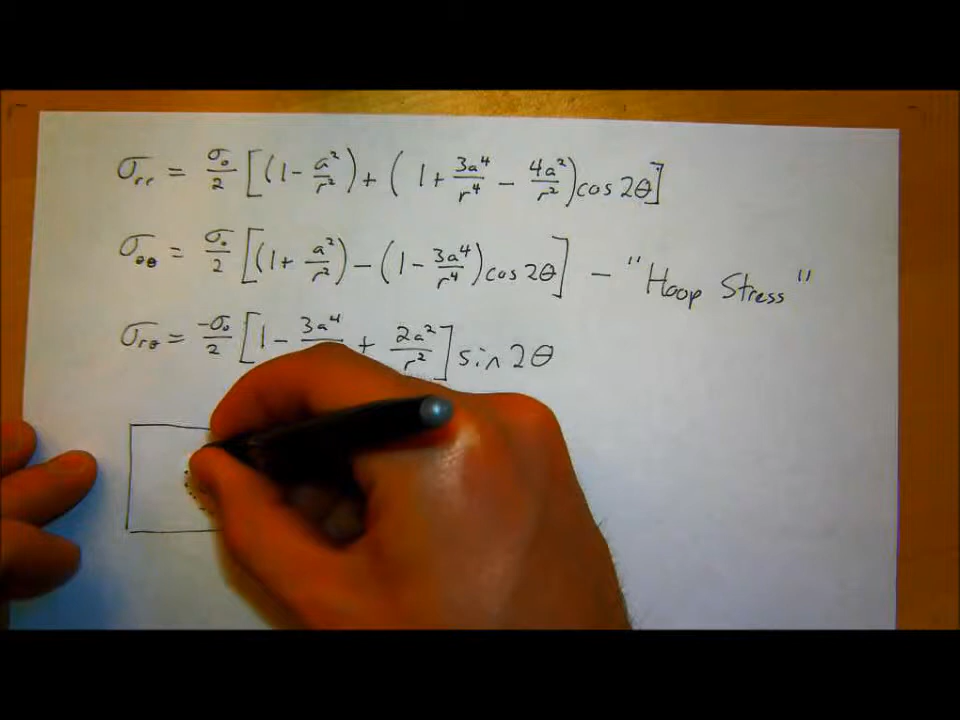 σrr = σ₀/2 [(1 - a²/r²) + (1 + 3a⁴/r⁴ - 4a²/r²) cos 2θ]
σθθ = σ₀/2 [(1 + a²/r²) - (1 - 3a⁴/r⁴) cos 2θ] - "Hoop Stress"
σrθ = -σ₀/2 [1 - 3a⁴ + 2a²/r²] sin 2θ